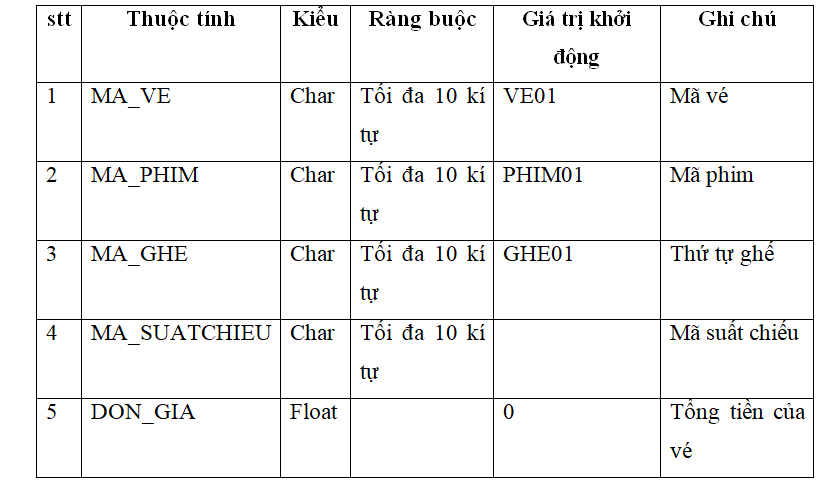 stt Thuộc tính Kiểu Ràng buộc Giá trị khởi Ghi chú
động
1 MA_VE Char Tối đa 10 kí VE01 Mã vé
tự
2 MA_PHIM Char Tối đa 10 kí PHIM01 Mã phim
tự
3 MA_GHE Char Tối đa 10 kí GHE01 Thứ tự ghế
tự
4 MA_SUATCHIEU Char Tối đa 10 kí Mã suất chiếu
tự
5 DON_GIA Float 0 Tổng tiền của
vé